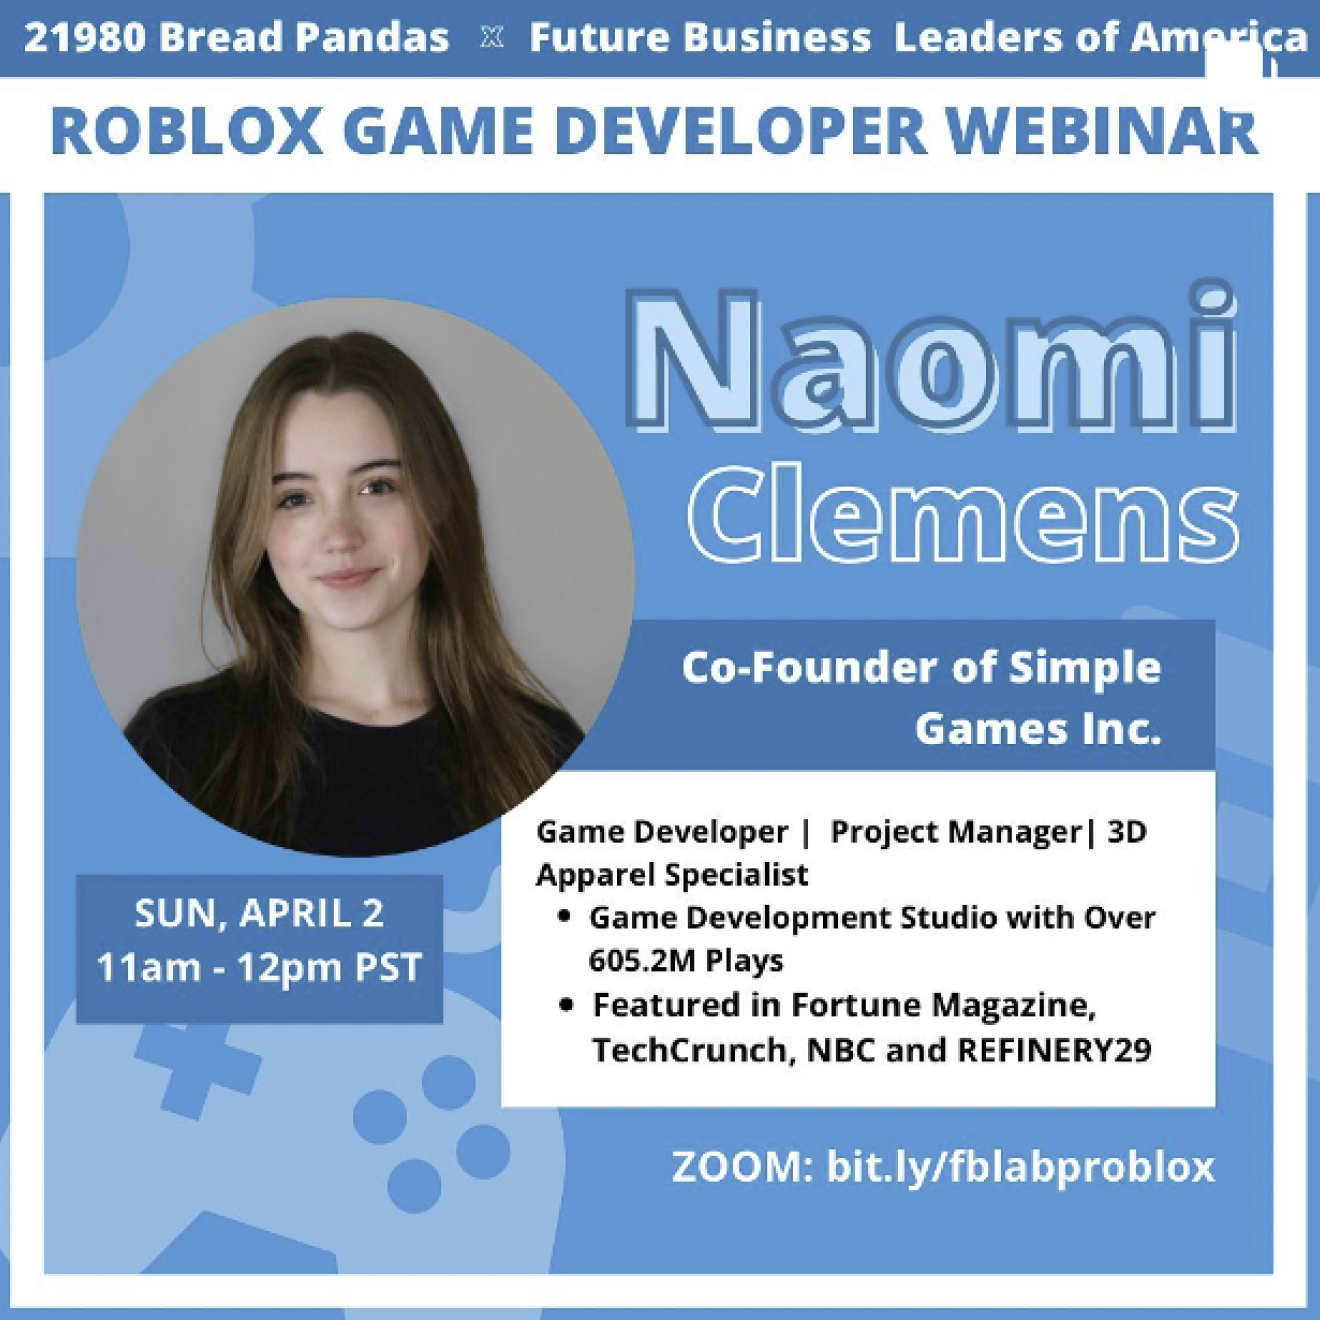 21980 Bread Pandas x Future Business Leaders of America
ROBLOX GAME DEVELOPER WEBINAR
Naomi
Clemens
Co-Founder of Simple
Games Inc.
Game Developer | Project Manager| 3D
Apparel Specialist
• Game Development Studio with Over
605.2M Plays
• Featured in Fortune Magazine,
TechCrunch, NBC and REFINERY29
SUN, APRIL 2
11am - 12pm PST
ZOOM: bit.ly/fblabproblox